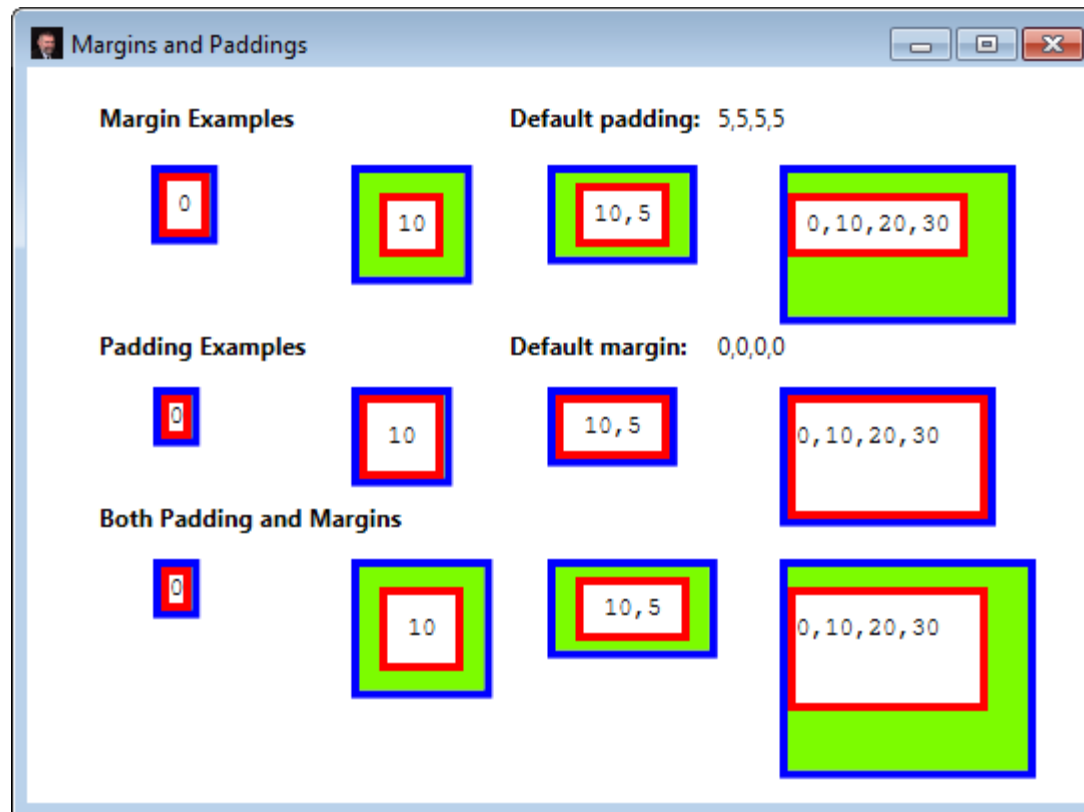 Margins and Paddings
Margin Examples Default padding: 5,5,5,5
0 10 10,5 0,10,20,30
Padding Examples Default margin: 0,0,0,0
0 10 10,5 0,10,20,30
Both Padding and Margins
0 10 10,5 0,10,20,30